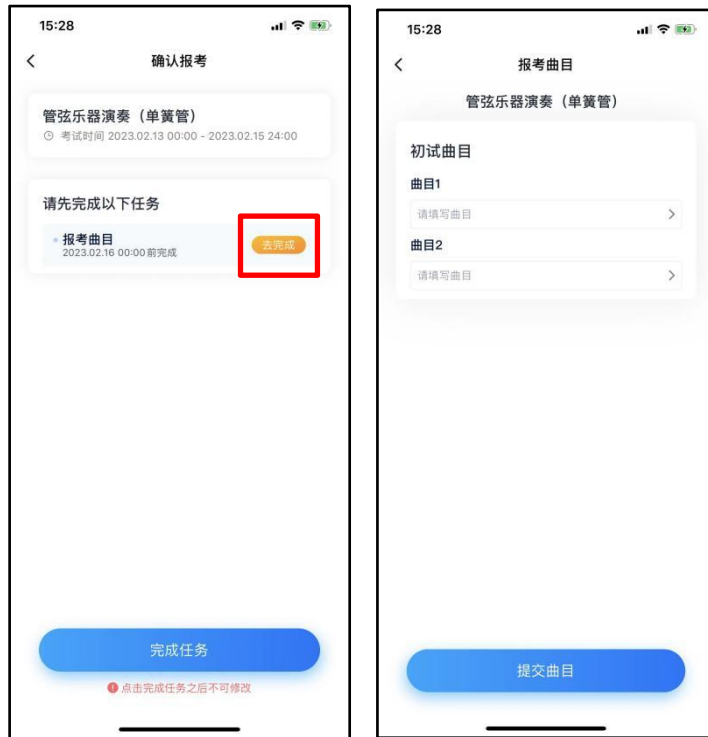 15:28
确认报考
管弦乐器演奏（单簧管）
考试时间 2023.02.13 00:00 - 2023.02.15 24:00
请先完成以下任务
报考曲目
2023.02.16 00:00前完成
去完成
完成任务
点击完成任务之后不可修改
15:28
报考曲目
管弦乐器演奏（单簧管）
初试曲目
曲目1
请填写曲目
曲目2
请填写曲目
提交曲目